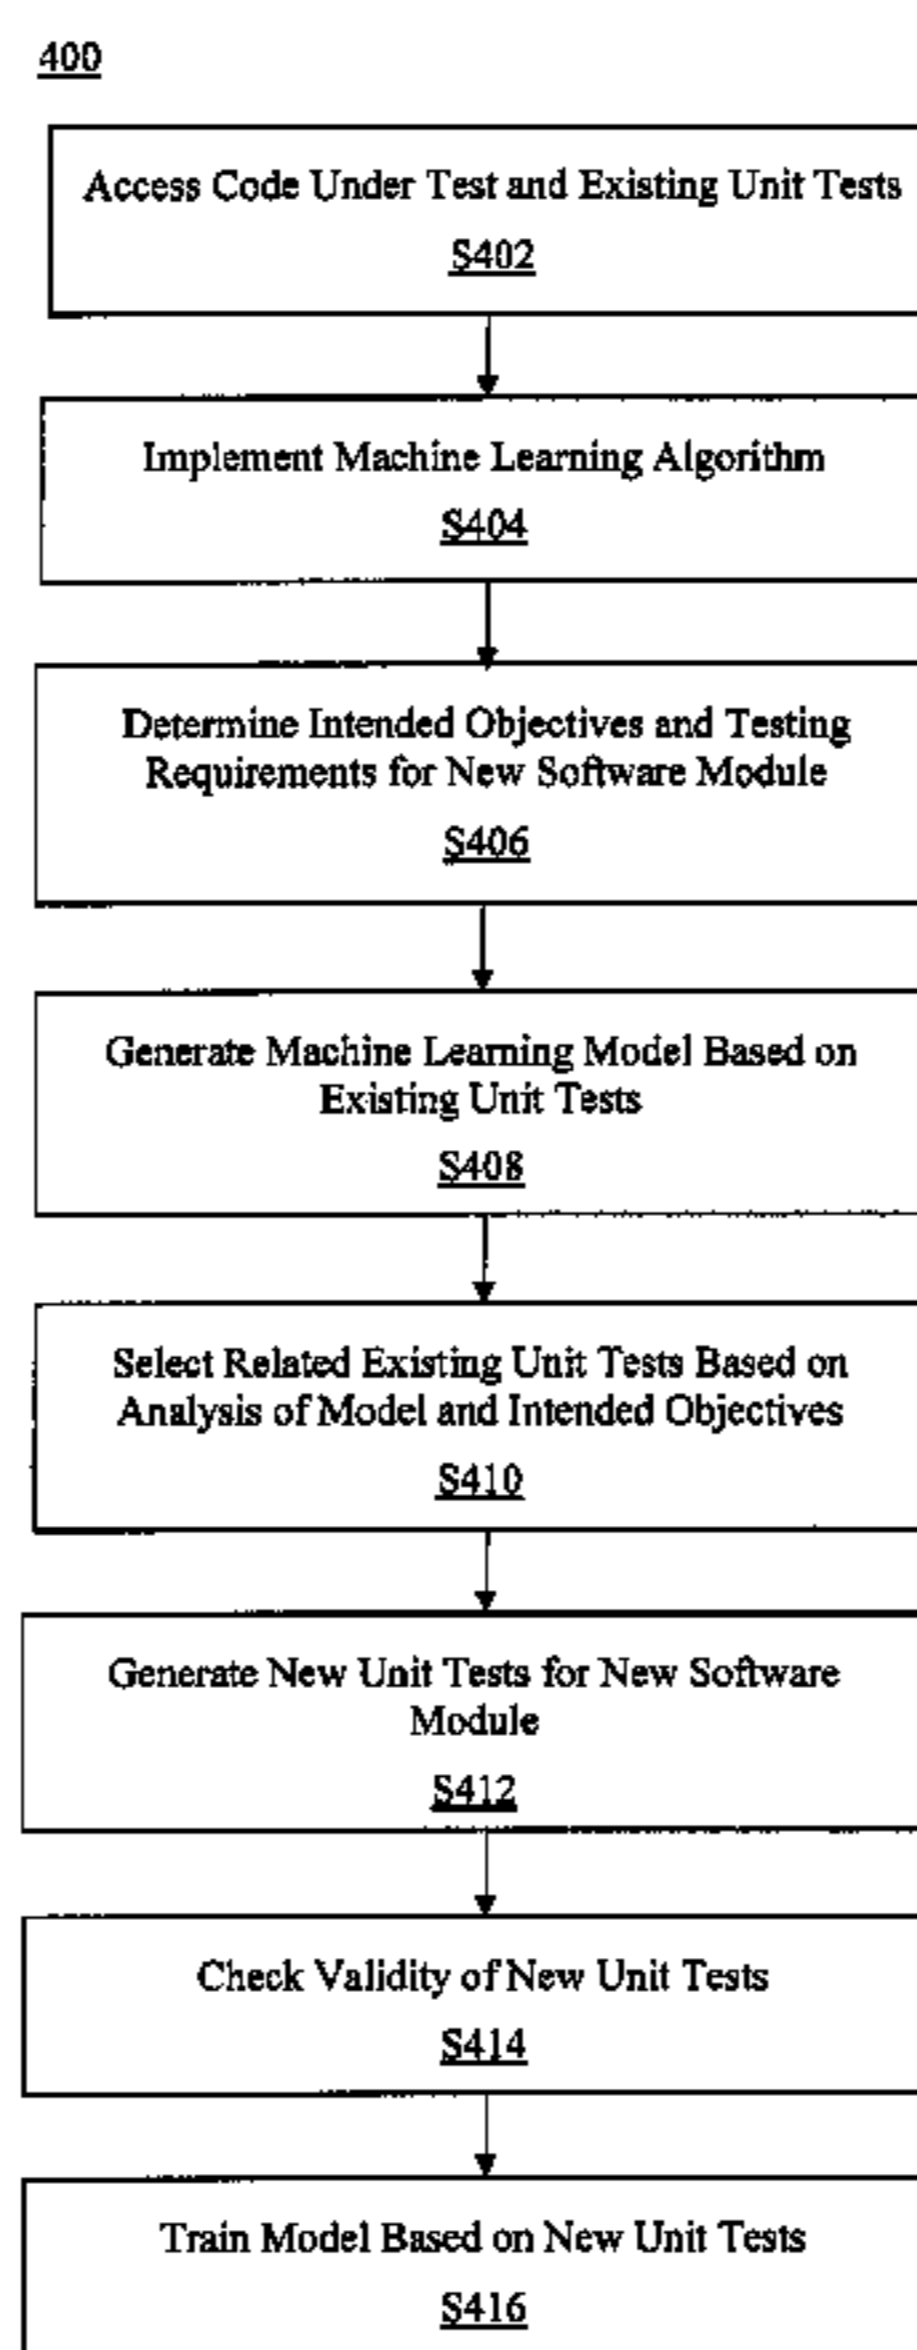 400
Access Code Under Test and Existing Unit Tests
S402
Implement Machine Learning Algorithm
S404
Determine Intended Objectives and Testing
Requirements for New Software Module
S406
Generate Machine Learning Model Based on
Existing Unit Tests
S408
Select Related Existing Unit Tests Based on
Analysis of Model and Intended Objectives
S410
Generate New Unit Tests for New Software
Module
S412
Check Validity of New Unit Tests
S414
Train Model Based on New Unit Tests
S416